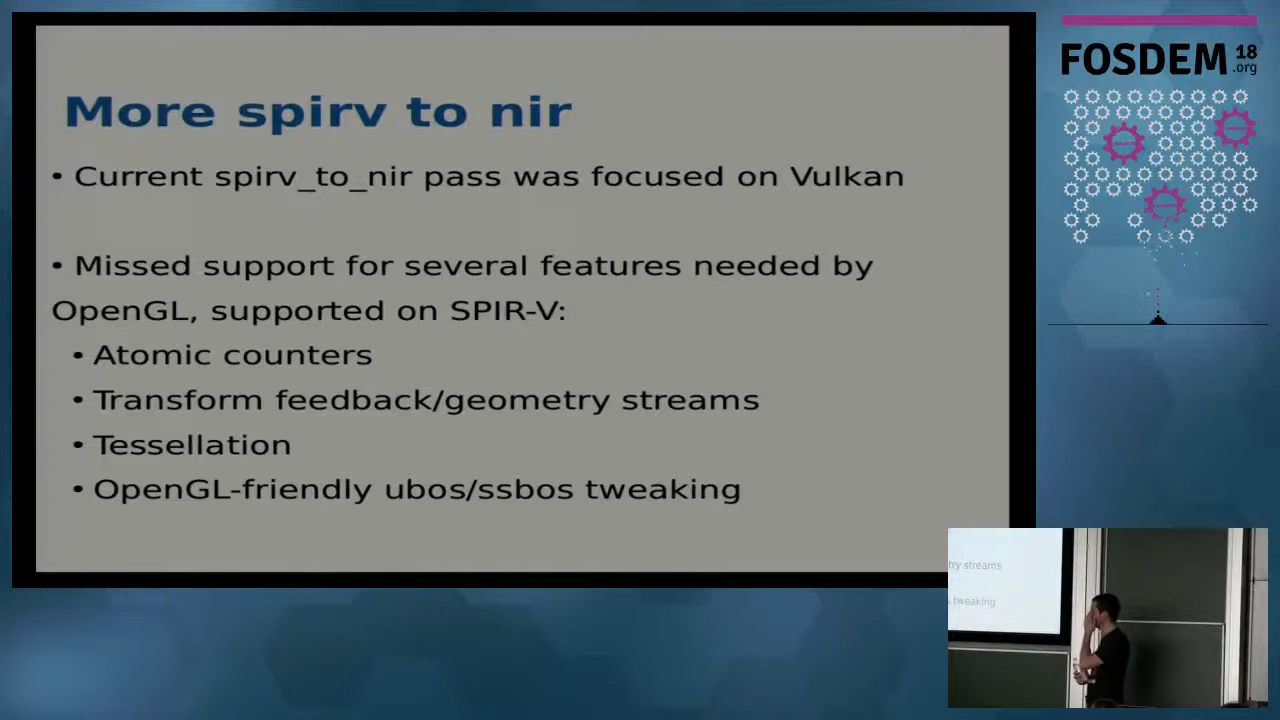 More spirv to nir
• Current spirv_to_nir pass was focused on Vulkan
• Missed support for several features needed by
OpenGL, supported on SPIR-V:
• Atomic counters
• Transform feedback/geometry streams
• Tessellation
• OpenGL-friendly ubos/ssbos tweaking
FOSDEM 18
.org
try streams
tweaking